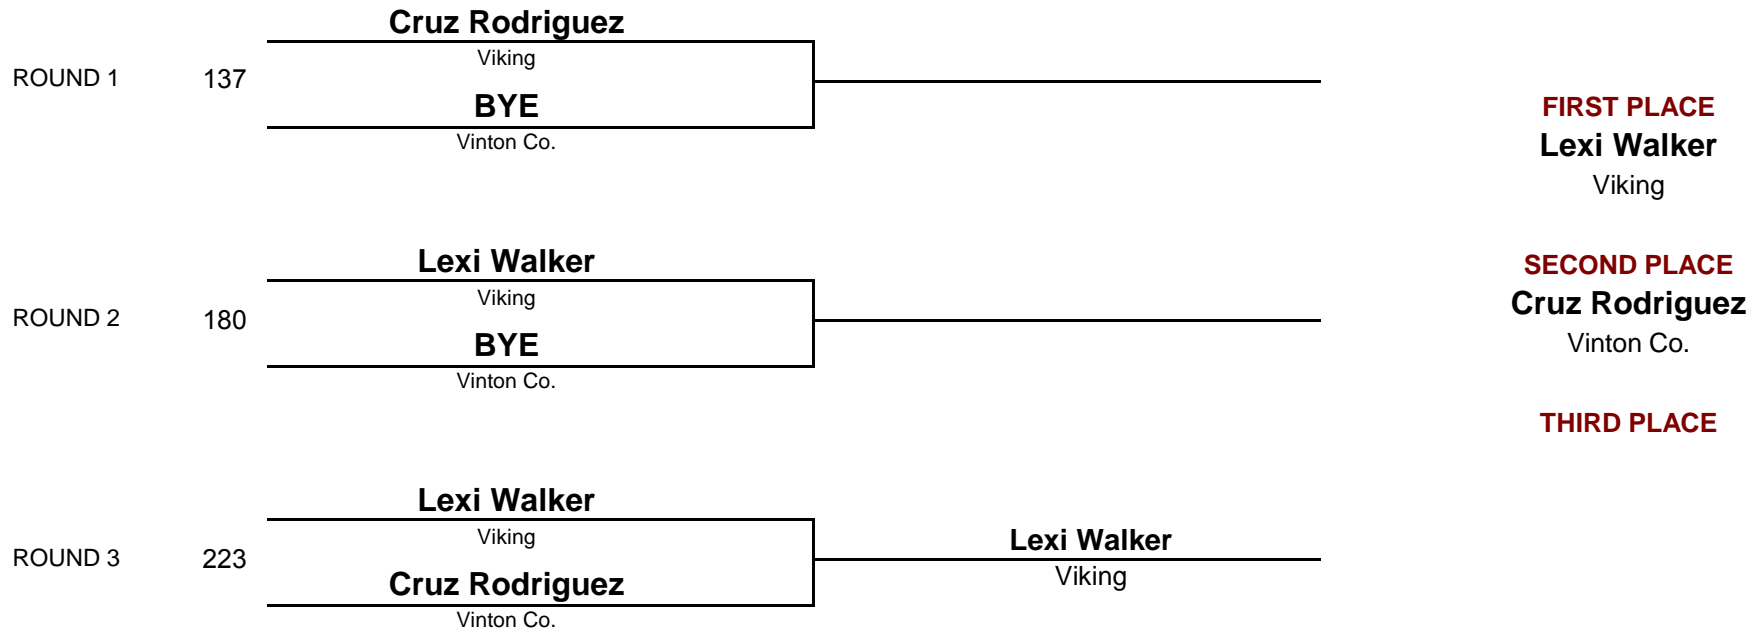 Cruz Rodriguez
Viking
ROUND 1
137
BYE
Vinton Co.
FIRST PLACE
Lexi Walker
Viking
Lexi Walker
Viking
ROUND 2
180
BYE
Vinton Co.
SECOND PLACE
Cruz Rodriguez
Vinton Co.
THIRD PLACE
Lexi Walker
Viking
ROUND 3
223
Cruz Rodriguez
Vinton Co.
Lexi Walker
Viking